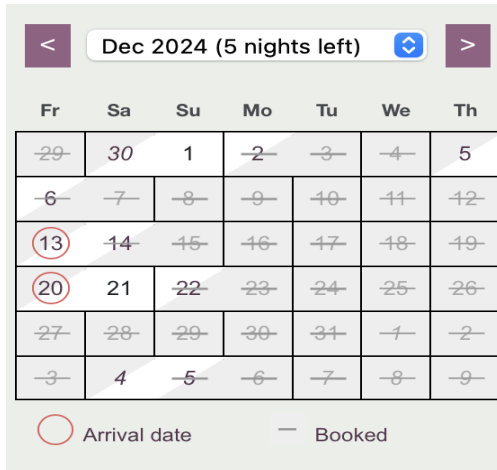 < Dec 2024 (5 nights left) >
Fr Sa Su Mo Tu We Th
29 30 1 2 3 4 5
6 7 8 9 10 11 12
13 14 15 16 17 18 19
20 21 22 23 24 25 26
27 28 29 30 31 1 2
3 4 5 6 7 8 9
Arrival date — Booked